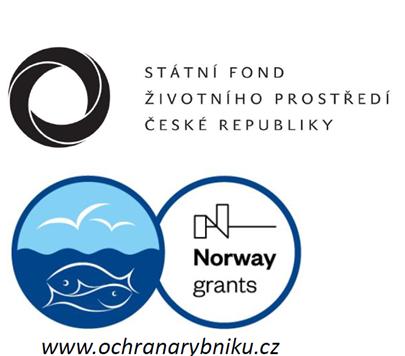 STÁTNÍ FOND
ŽIVOTNÍHO PROSTŘEDÍ
ČESKÉ REPUBLIKY
Norway
grants
www.ochranarybniku.cz